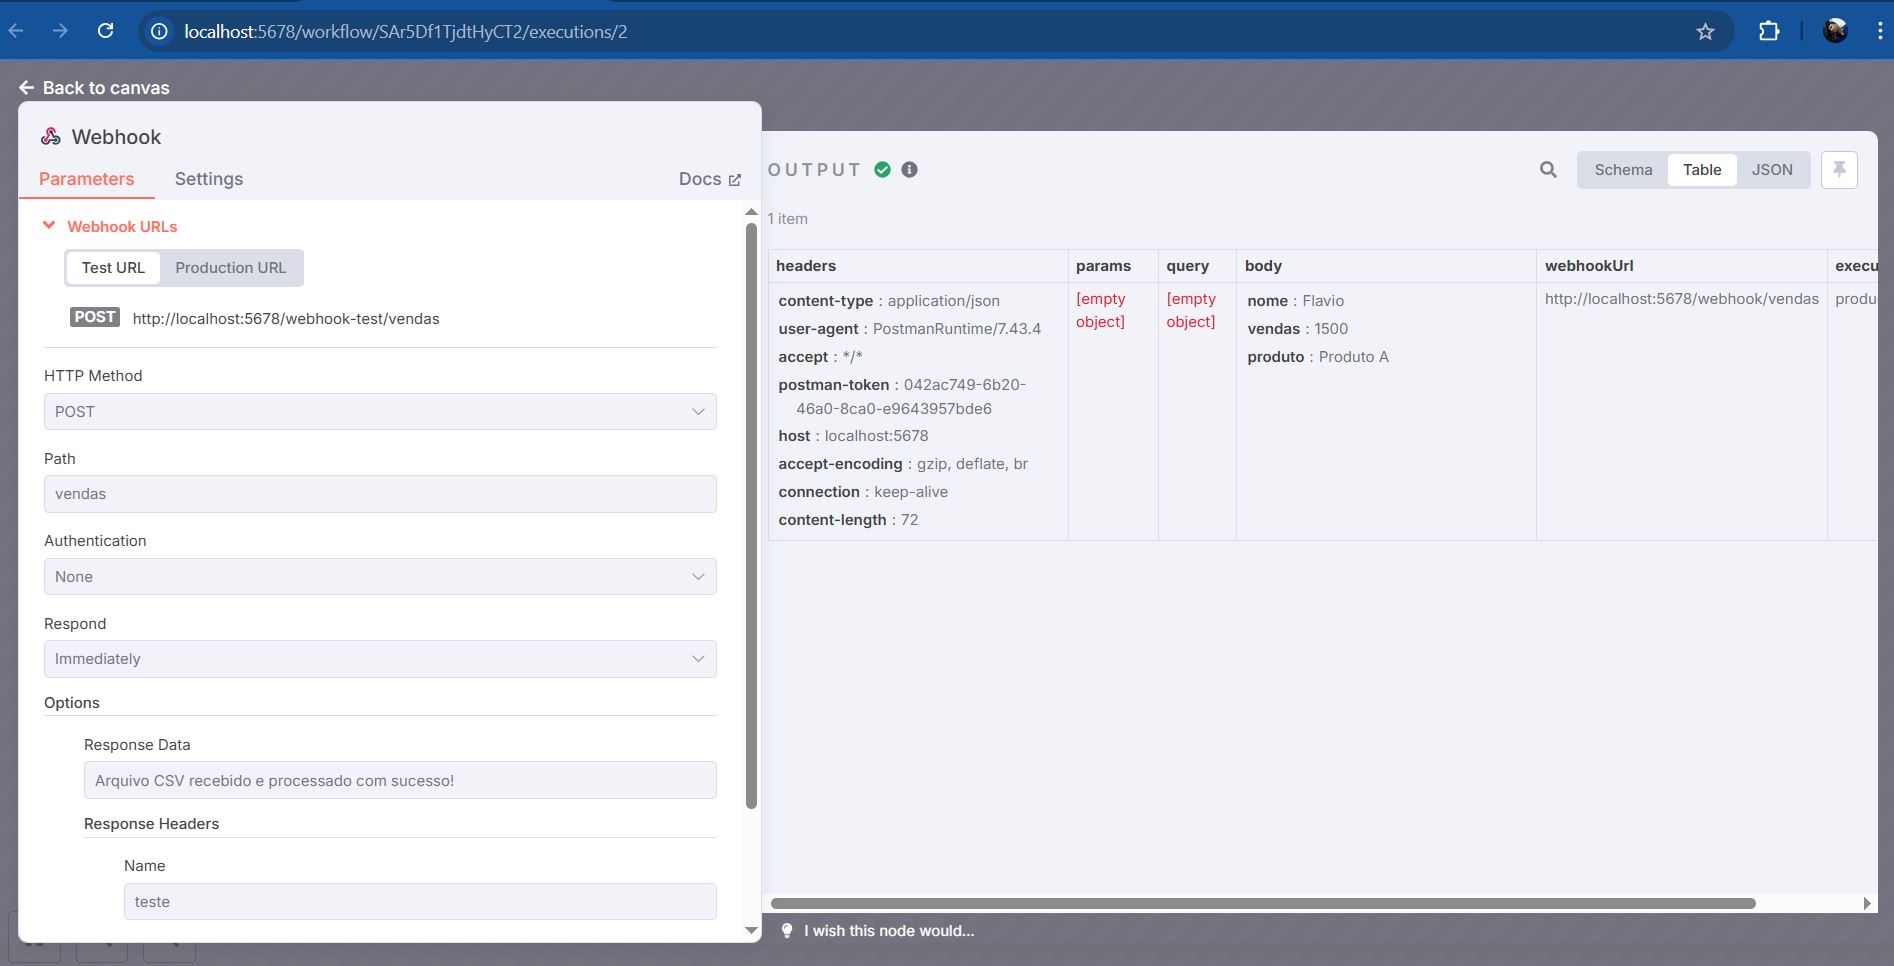 localhost:5678/workflow/SAr5Df1TjdtHyCT2/executions/2
Back to canvas
Webhook
Parameters
Settings
Docs
Webhook URLs
Test URL
Production URL
POST
http://localhost:5678/webhook-test/vendas
HTTP Method
POST
Path
vendas
Authentication
None
Respond
Immediately
Options
Response Data
Arquivo CSV recebido e processado com sucesso!
Response Headers
Name
teste
OUTPUT
Schema
Table
JSON
1 item
headers
content-type : application/json
user-agent : PostmanRuntime/7.43.4
accept : */*
postman-token : 042ac749-6b20-
46a0-8ca0-e9643957bde6
host : localhost:5678
accept-encoding : gzip, deflate, br
connection : keep-alive
content-length : 72
params
[empty
object]
query
[empty
object]
body
nome : Flavio
vendas : 1500
produto : Produto A
webhookUrl
http://localhost:5678/webhook/vendas
execu
produ
I wish this node would...